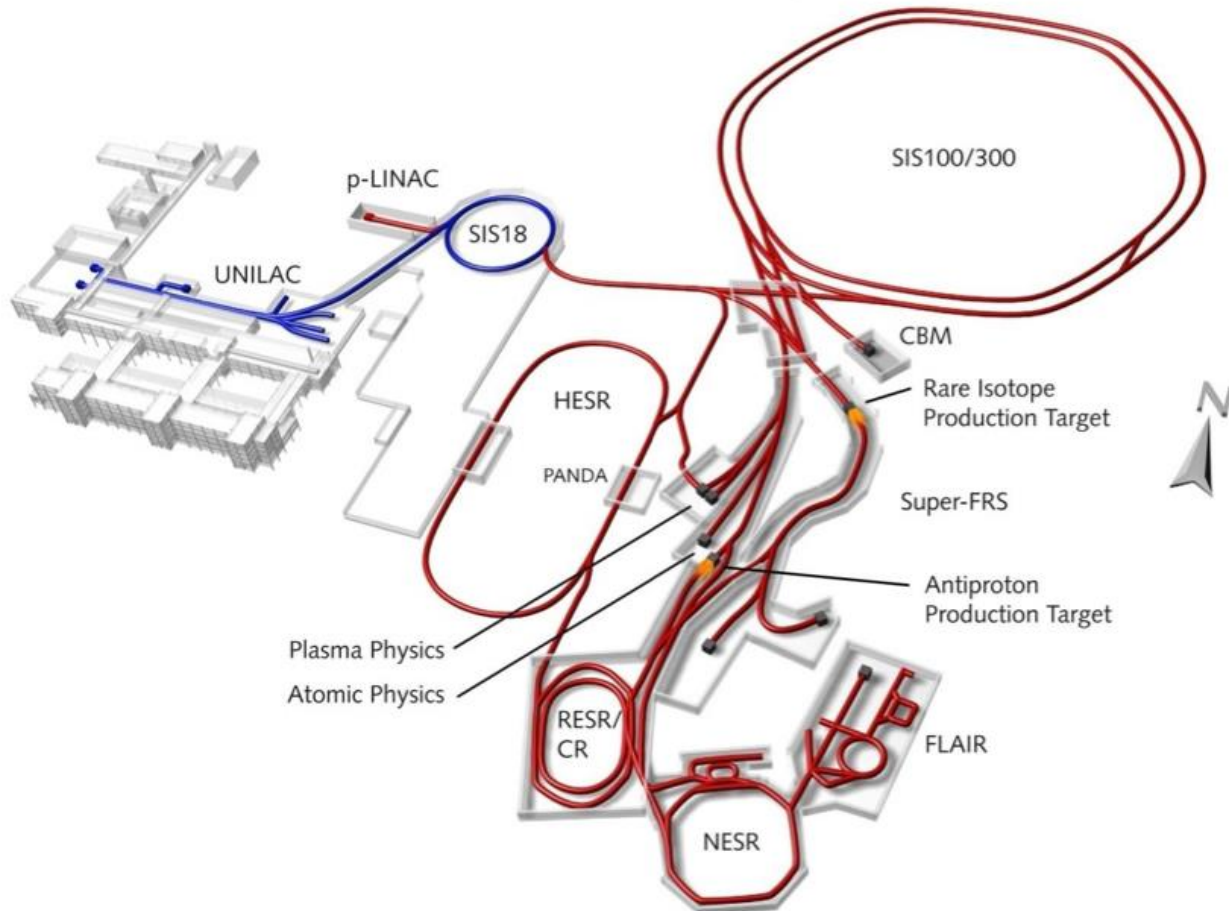 SIS100/300
p-LINAC
SIS18
UNILAC
CBM
HESR
Rare Isotope
Production Target
N
PANDA
Super-FRS
Antiproton
Production Target
Plasma Physics
Atomic Physics
RESR/
CR
FLAIR
NESR